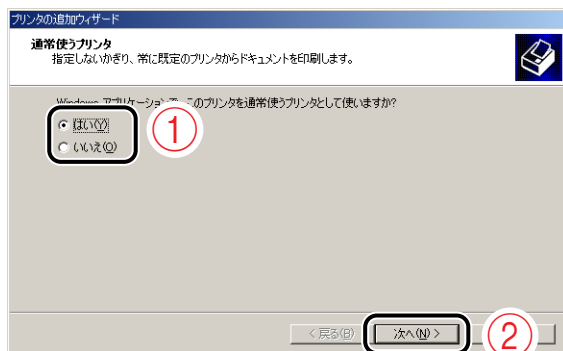 プリンタの追加ウィザード
通常使うプリンタ
指定しないかぎり、常に既定のプリンタからドキュメントを印刷します。
Windows アプリケーションで、このプリンタを通常使うプリンタとして使いますか?
はい(Y)
①
いいえ(O)
< 戻る(B)
次へ(N) >
②